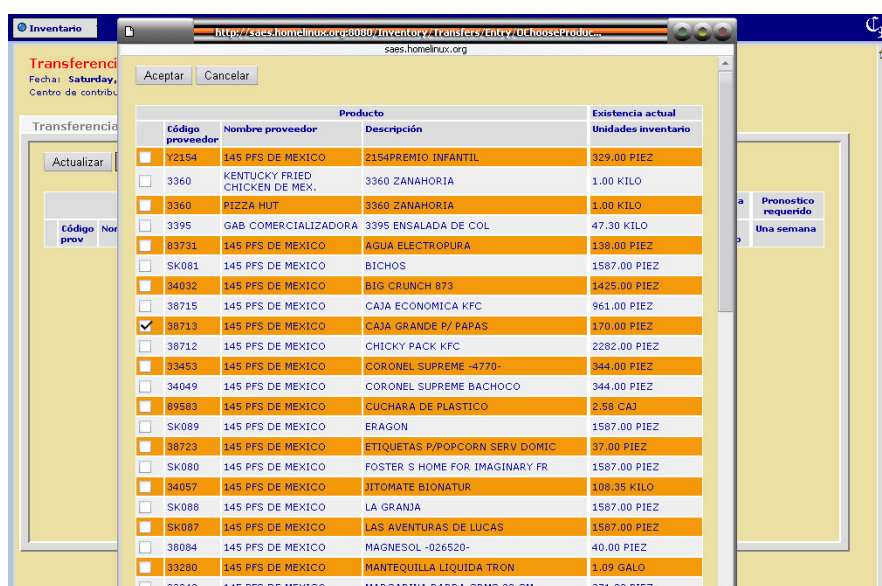 Inventario
http://saes.homelinux.org:8080/Inventory/Transfers/Entry/OChooseProduc...
saes.homelinux.org
Transferenci
Fecha: Saturday,
Centro de contribu
Aceptar Cancelar
Transferencia
Actualizar
Producto Existencia actual
Código proveedor Nombre proveedor Descripción Unidades inventario
Y2154 145 PFS DE MEXICO 2154PREMIO INFANTIL 329.00 PIEZ
3360 KENTUCKY FRIED CHICKEN DE MEX. 3360 ZANAHORIA 1.00 KILO
3360 PIZZA HUT 3360 ZANAHORIA 1.00 KILO
3395 GAB COMERCIALIZADORA 3395 ENSALADA DE COL 47.30 KILO
83731 145 PFS DE MEXICO AGUA ELECTROPURA 138.00 PIEZ
SK081 145 PFS DE MEXICO BICHOS 1587.00 PIEZ
34032 145 PFS DE MEXICO BIG CRUNCH 873 1425.00 PIEZ
38715 145 PFS DE MEXICO CAJA ECONOMICA KFC 961.00 PIEZ
38713 145 PFS DE MEXICO CAJA GRANDE P/ PAPAS 170.00 PIEZ
38712 145 PFS DE MEXICO CHICKY PACK KFC 2282.00 PIEZ
33453 145 PFS DE MEXICO CORONEL SUPREME -4770- 344.00 PIEZ
34049 145 PFS DE MEXICO CORONEL SUPREME BACHOCO 344.00 PIEZ
89583 145 PFS DE MEXICO CUCHARA DE PLASTICO 2.58 CAJ
SK089 145 PFS DE MEXICO ERAGON 1587.00 PIEZ
38723 145 PFS DE MEXICO ETIQUETAS P/POPCORN SERV DOMIC 37.00 PIEZ
SK080 145 PFS DE MEXICO FOSTER S HOME FOR IMAGINARY FR 1587.00 PIEZ
34057 145 PFS DE MEXICO JITOMATE BIONATUR 108.35 KILO
SK088 145 PFS DE MEXICO LA GRANJA 1587.00 PIEZ
SK087 145 PFS DE MEXICO LAS AVENTURAS DE LUCAS 1587.00 PIEZ
38084 145 PFS DE MEXICO MAGNESOL -026520- 40.00 PIEZ
33280 145 PFS DE MEXICO MANTEQUILLA LIQUIDA TRON 1.09 GALO
Código prov Nor
Pronostico requerido
Una semana